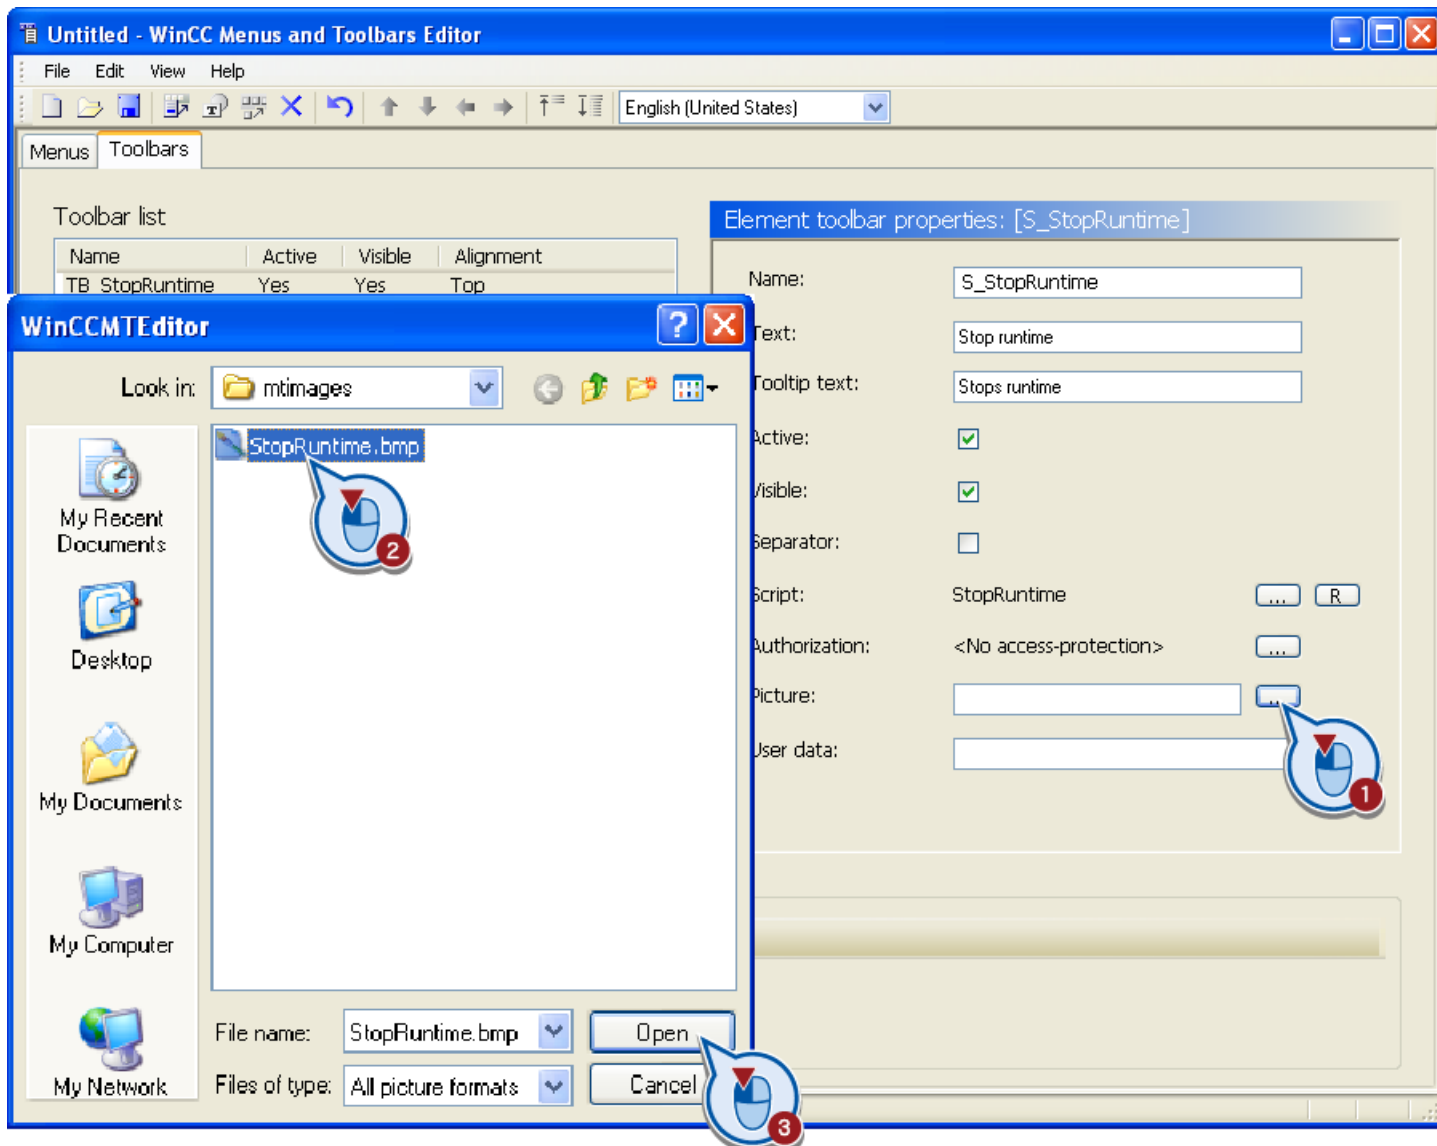 Untitled - WinCC Menus and Toolbars Editor
File Edit View Help
English (United States)
Menus Toolbars
Toolbar list
Name Active Visible Alignment
TB_StopRuntime Yes Yes Top
Element toolbar properties: [S_StopRuntime]
Name: S_StopRuntime
Text: Stop runtime
Tooltip text: Stops runtime
Active:
Visible:
Separator:
Script: StopRuntime ... R
Authorization: <No access-protection> ...
Picture: ...
User data:
1
WinCCMTEditor
?
Look in: mtimages
StopRuntime.bmp
2
My Recent
Documents
Desktop
My Documents
My Computer
My Network
File name: StopRuntime.bmp Open
Files of type: All picture formats Cancel
3